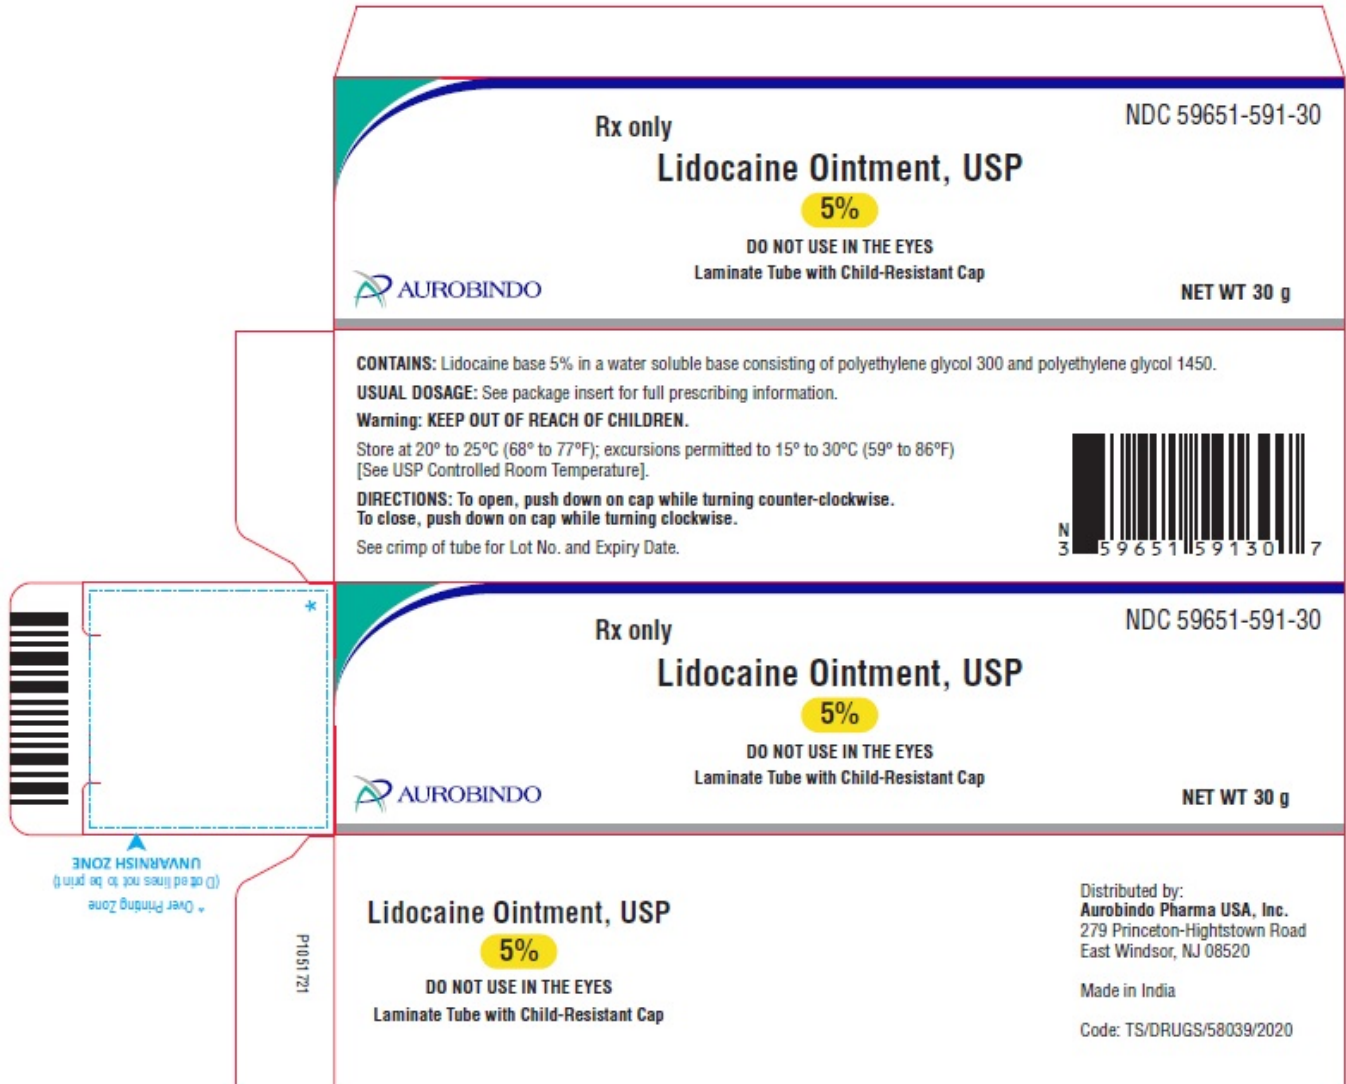 Rx only
NDC 59651-591-30
Lidocaine Ointment, USP
5%
DO NOT USE IN THE EYES
Laminate Tube with Child-Resistant Cap
AUROBINDO
NET WT 30 g
CONTAINS: Lidocaine base 5% in a water soluble base consisting of polyethylene glycol 300 and polyethylene glycol 1450.
USUAL DOSAGE: See package insert for full prescribing information.
Warning: KEEP OUT OF REACH OF CHILDREN.
Store at 20º to 25ºC (68º to 77ºF); excursions permitted to 15º to 30ºC (59º to 86ºF)
[See USP Controlled Room Temperature].
DIRECTIONS: To open, push down on cap while turning counter-clockwise.
To close, push down on cap while turning clockwise.
See crimp of tube for Lot No. and Expiry Date.
N
3 59651 59130 7
*
Rx only
NDC 59651-591-30
Lidocaine Ointment, USP
5%
DO NOT USE IN THE EYES
Laminate Tube with Child-Resistant Cap
AUROBINDO
NET WT 30 g
* Over Printing Zone
(Dotted lines not to be print)
UNVARNISH ZONE
P1051721
Lidocaine Ointment, USP
5%
DO NOT USE IN THE EYES
Laminate Tube with Child-Resistant Cap
Distributed by:
Aurobindo Pharma USA, Inc.
279 Princeton-Hightstown Road
East Windsor, NJ 08520
Made in India
Code: TS/DRUGS/58039/2020